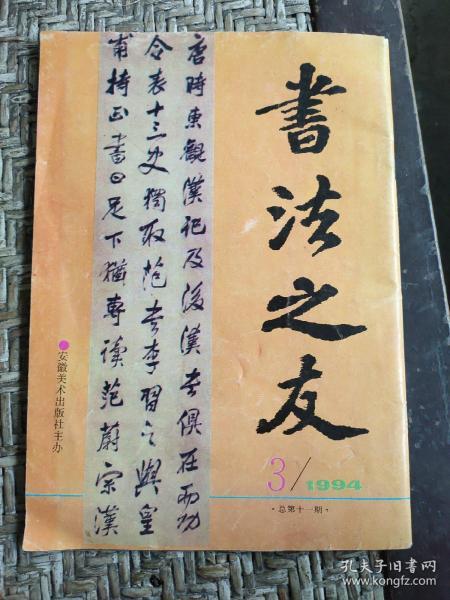 書法之友
3/1994
·总第十一期·
唐時東觀漢記及後漢書俱在而功
令表十三史獨取范書李習之與皇
甫持正書曰足下猶專讀范蔚宗漢
●安徽美术出版社主办
孔夫子旧书网
www.kongfz.com